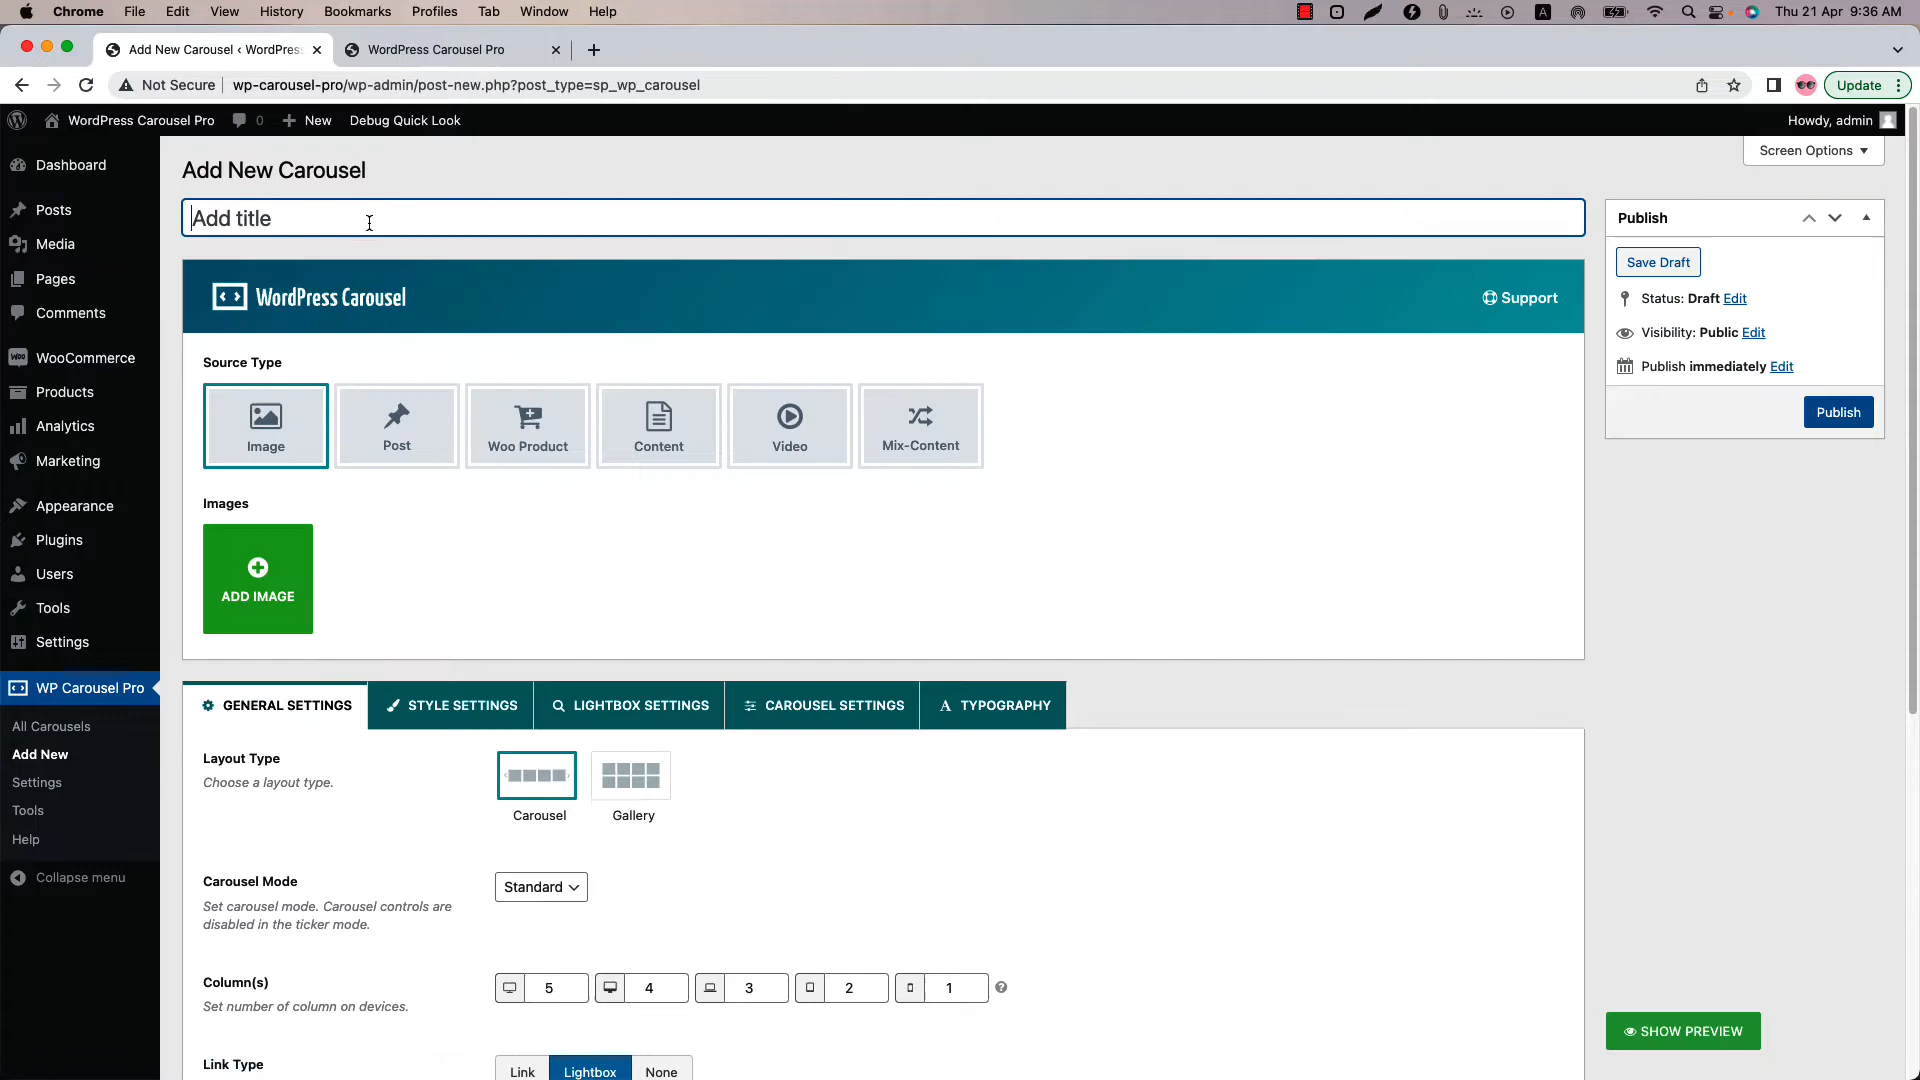 Chrome File Edit View History Bookmarks Profiles Tab Window Help
A Thu 21 Apr 9:36 AM
Add New Carousel ‹ WordPress
WordPress Carousel Pro
Not Secure wp-carousel-pro/wp-admin/post-new.php?post_type=sp_wp_carousel
Update
WordPress Carousel Pro 0 New Debug Quick Look
Howdy, admin
Dashboard
Posts
Media
Pages
Comments
Woo WooCommerce
Products
Analytics
Marketing
Appearance
Plugins
Users
Tools
Settings
WP Carousel Pro
All Carousels
Add New
Settings
Tools
Help
Collapse menu
Screen Options
Add New Carousel
Add title
WordPress Carousel
Support
Source Type
Image Post Woo Product Content Video Mix-Content
Images
ADD IMAGE
GENERAL SETTINGS STYLE SETTINGS LIGHTBOX SETTINGS CAROUSEL SETTINGS A TYPOGRAPHY
Layout Type
Choose a layout type.
Carousel Gallery
Carousel Mode
Set carousel mode. Carousel controls are
disabled in the ticker mode.
Standard
Column(s)
Set number of column on devices.
5 4 3 2 1 ?
Link Type
Link Lightbox None
Publish
Save Draft
Status: Draft Edit
Visibility: Public Edit
Publish immediately Edit
Publish
SHOW PREVIEW